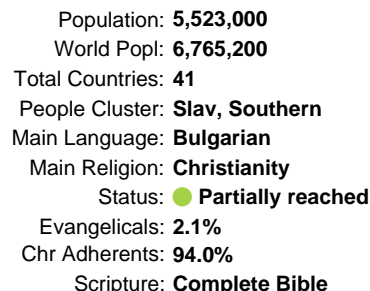 Population: 5,523,000
World Popl: 6,765,200
Total Countries: 41
People Cluster: Slav, Southern
Main Language: Bulgarian
Main Religion: Christianity
Status: Partially reached
Evangelicals: 2.1%
Chr Adherents: 94.0%
Scripture: Complete Bible